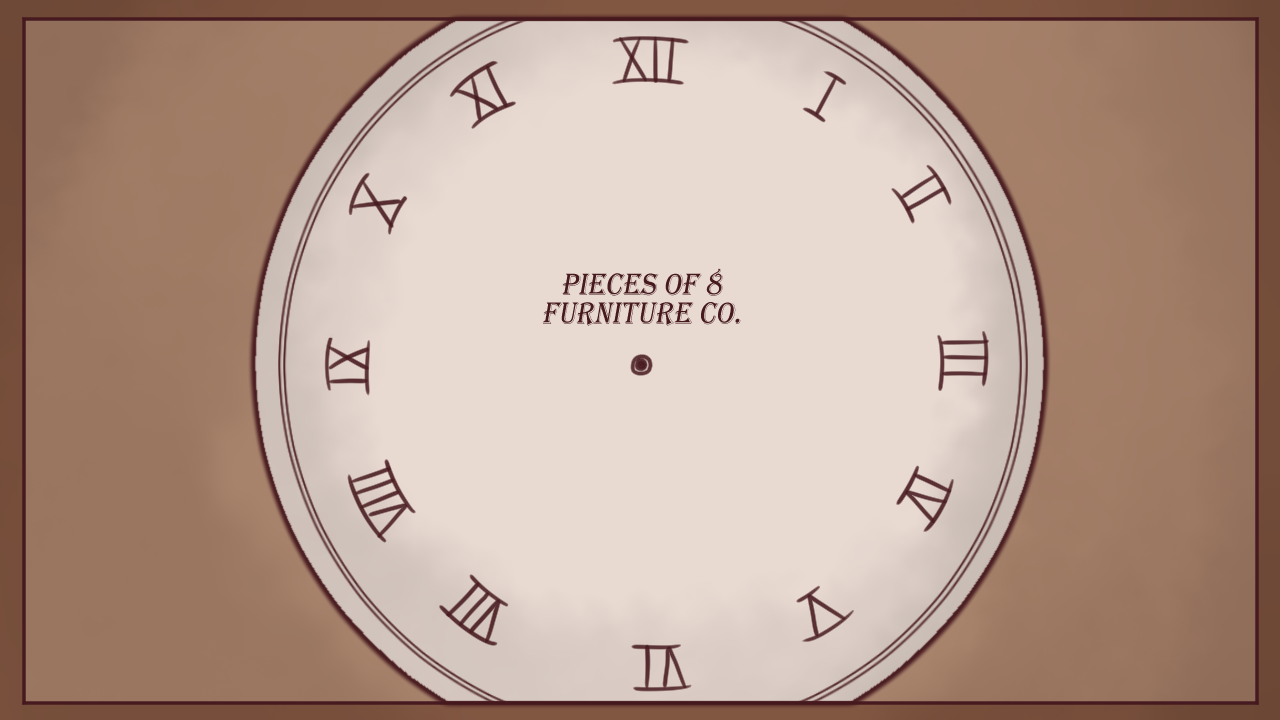 XII
XI
I
X
II
PIECES OF 8
FURNITURE CO.
IX
III
VIII
IV
VII
V
VI